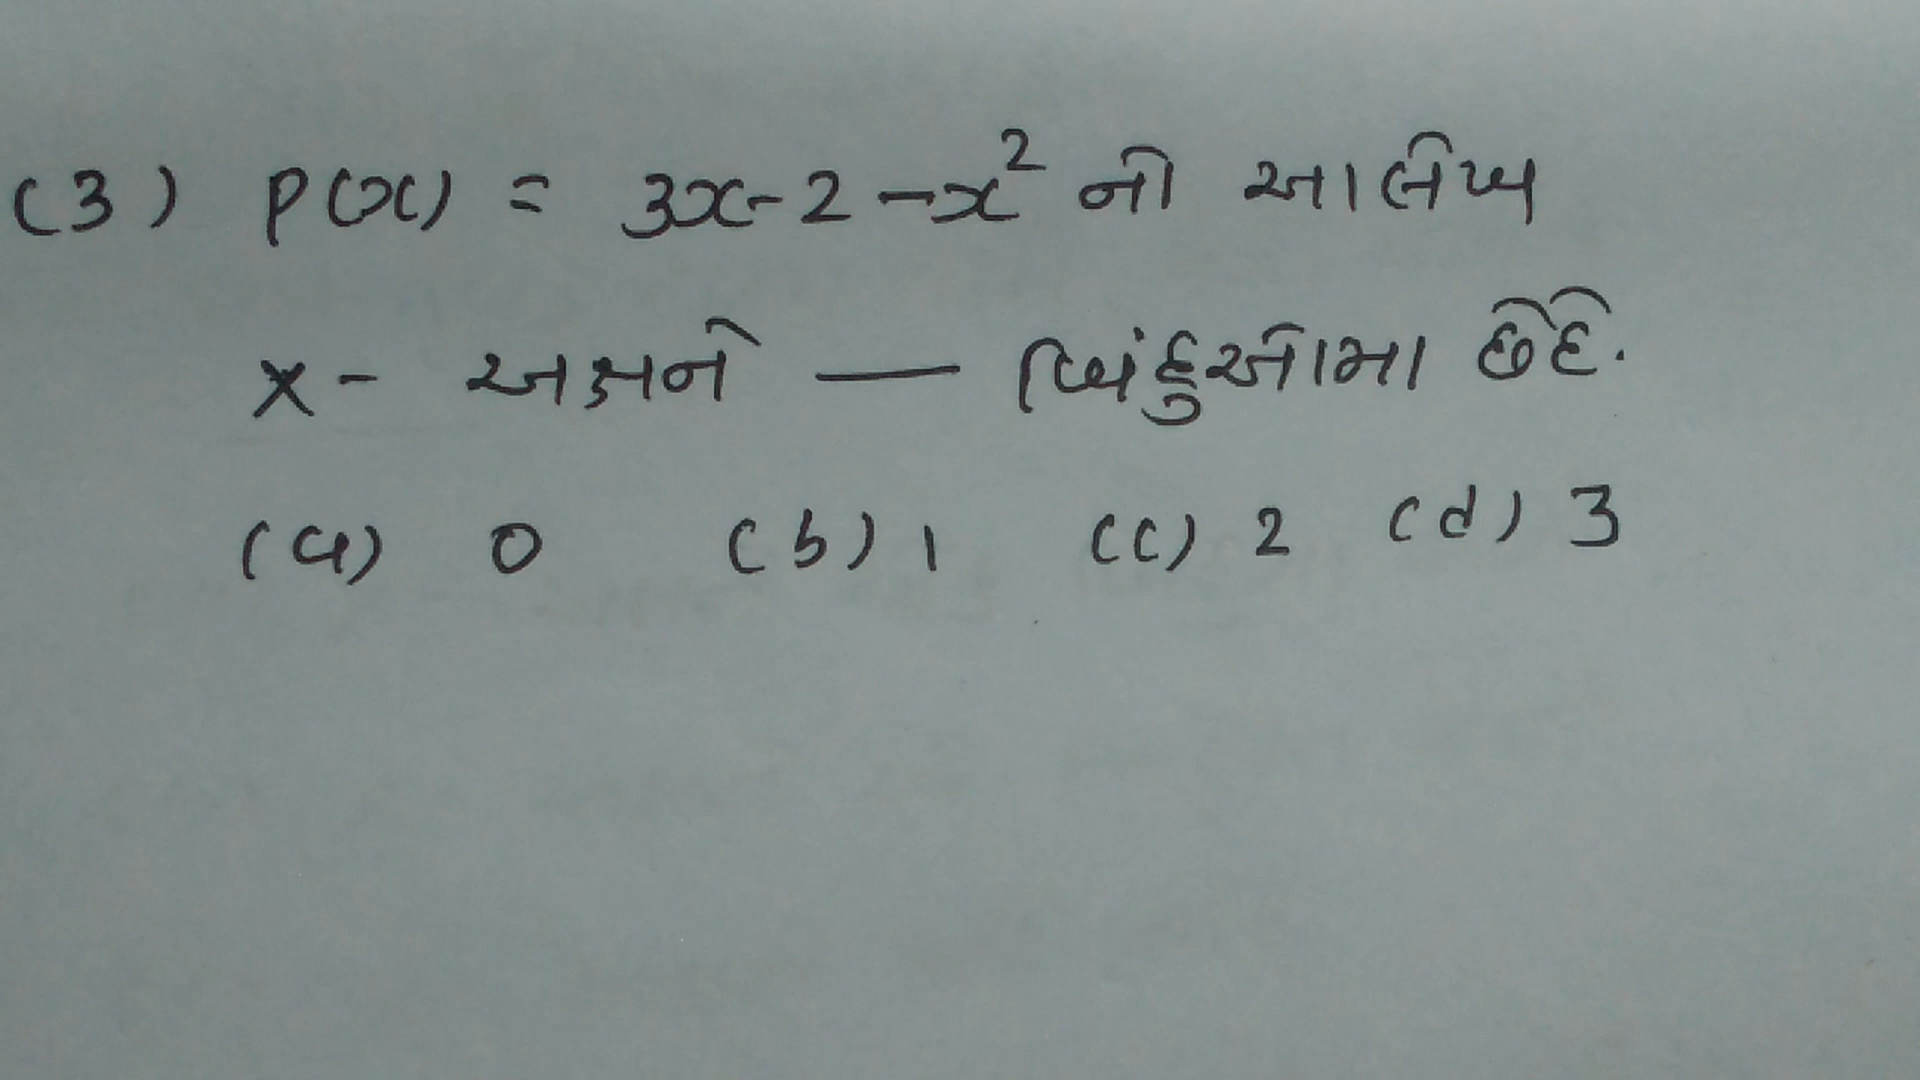 (3) P(x) = 3x-2-x² નો આલેખ
x- અક્ષને — બિંદુઓમા છેદે.
(a) 0 (b) 1 (c) 2 (d) 3